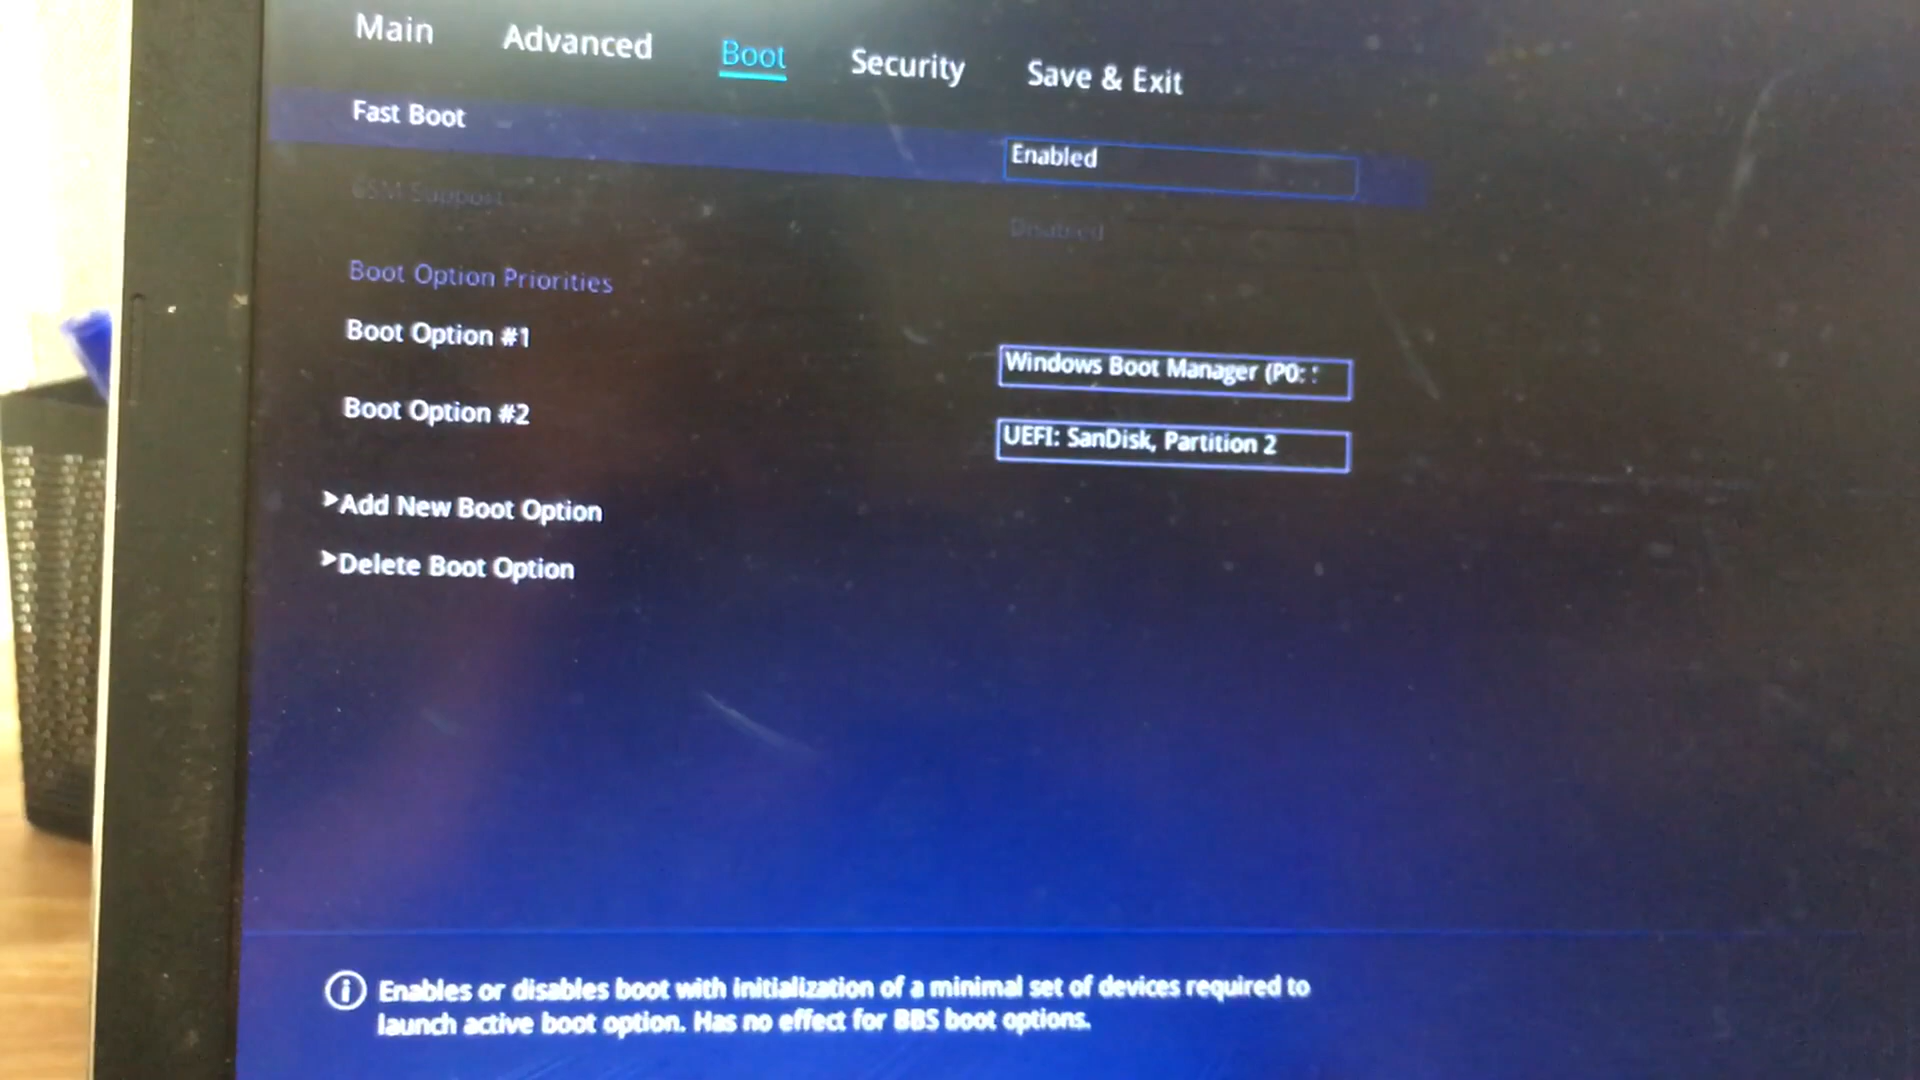 Main Advanced Boot Security Save & Exit
Fast Boot Enabled
CSM Support Disabled
Boot Option Priorities
Boot Option #1 Windows Boot Manager (P0: :
Boot Option #2 UEFI: SanDisk, Partition 2
>Add New Boot Option
>Delete Boot Option
Enables or disables boot with initialization of a minimal set of devices required to
launch active boot option. Has no effect for BBS boot options.